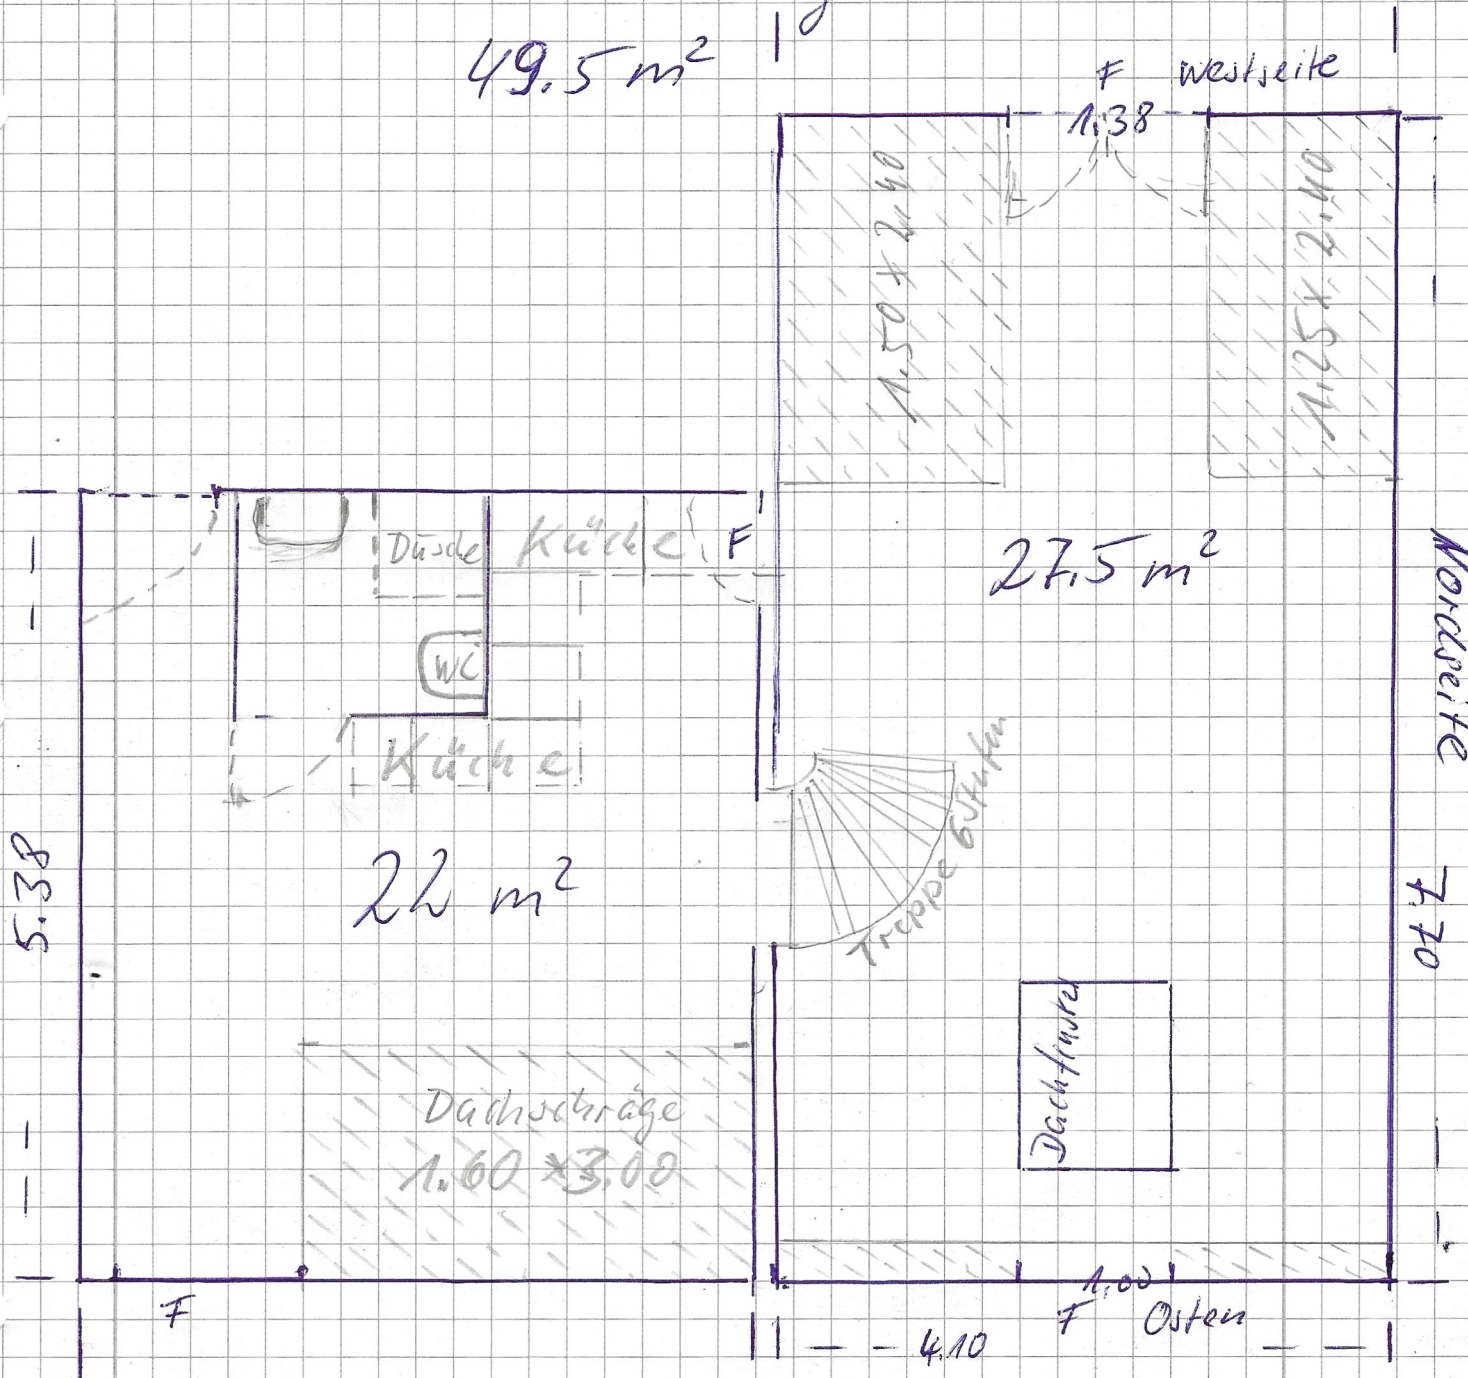 49.5 m²
F Westseite
1.38
1.50 x 2.40
1.25 x 2.40
Dusche
Küche
F
27.5 m²
WC
Küche
Nordseite 7.70
Treppe 6 Stufen
5.38
22 m²
Dachfenster
Dachschräge
1.60 x 3.00
1.00
F
F Osten
4.10